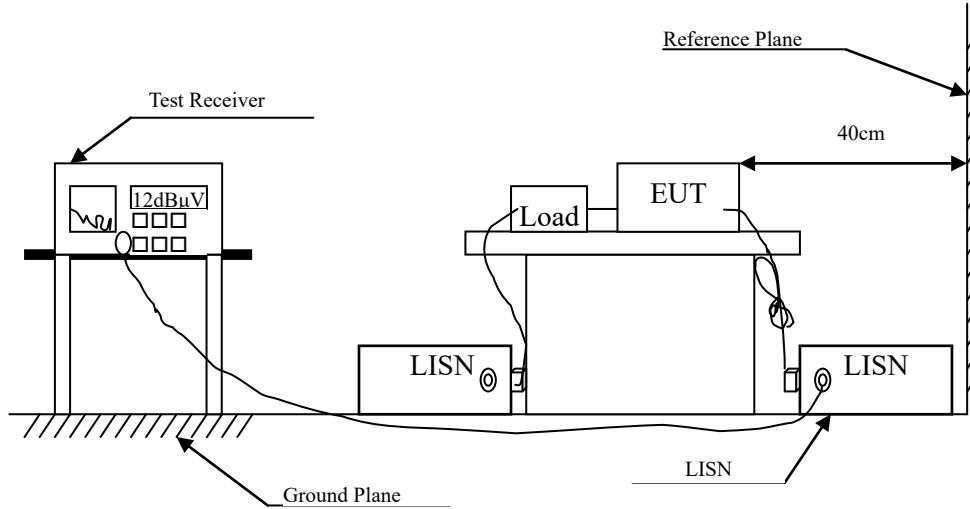 Reference Plane
Test Receiver
40cm
12dBµV
Load
EUT
LISN
LISN
LISN
Ground Plane